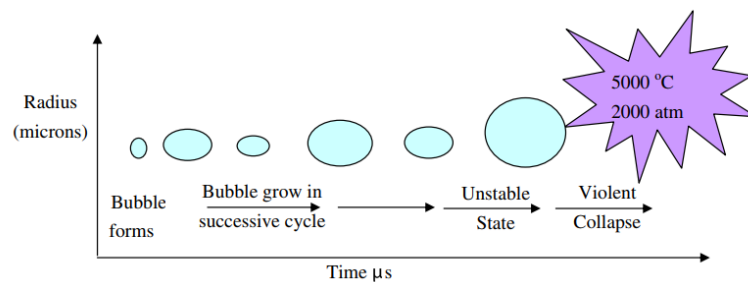 5000 °C
2000 atm
Radius
(microns)
Bubble
forms
Bubble grow in
successive cycle
Unstable
State
Violent
Collapse
Time μs